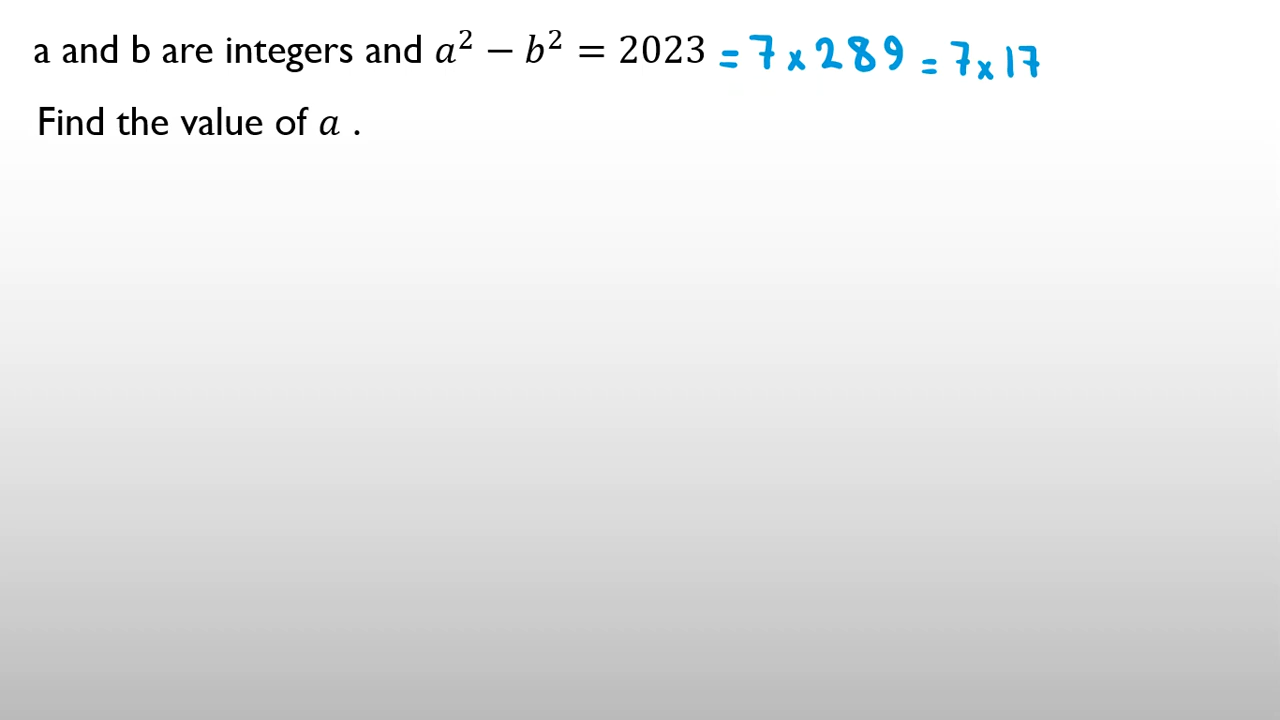 a and b are integers and a² − b² = 2023 = 7 × 289 = 7 × 17
Find the value of a .